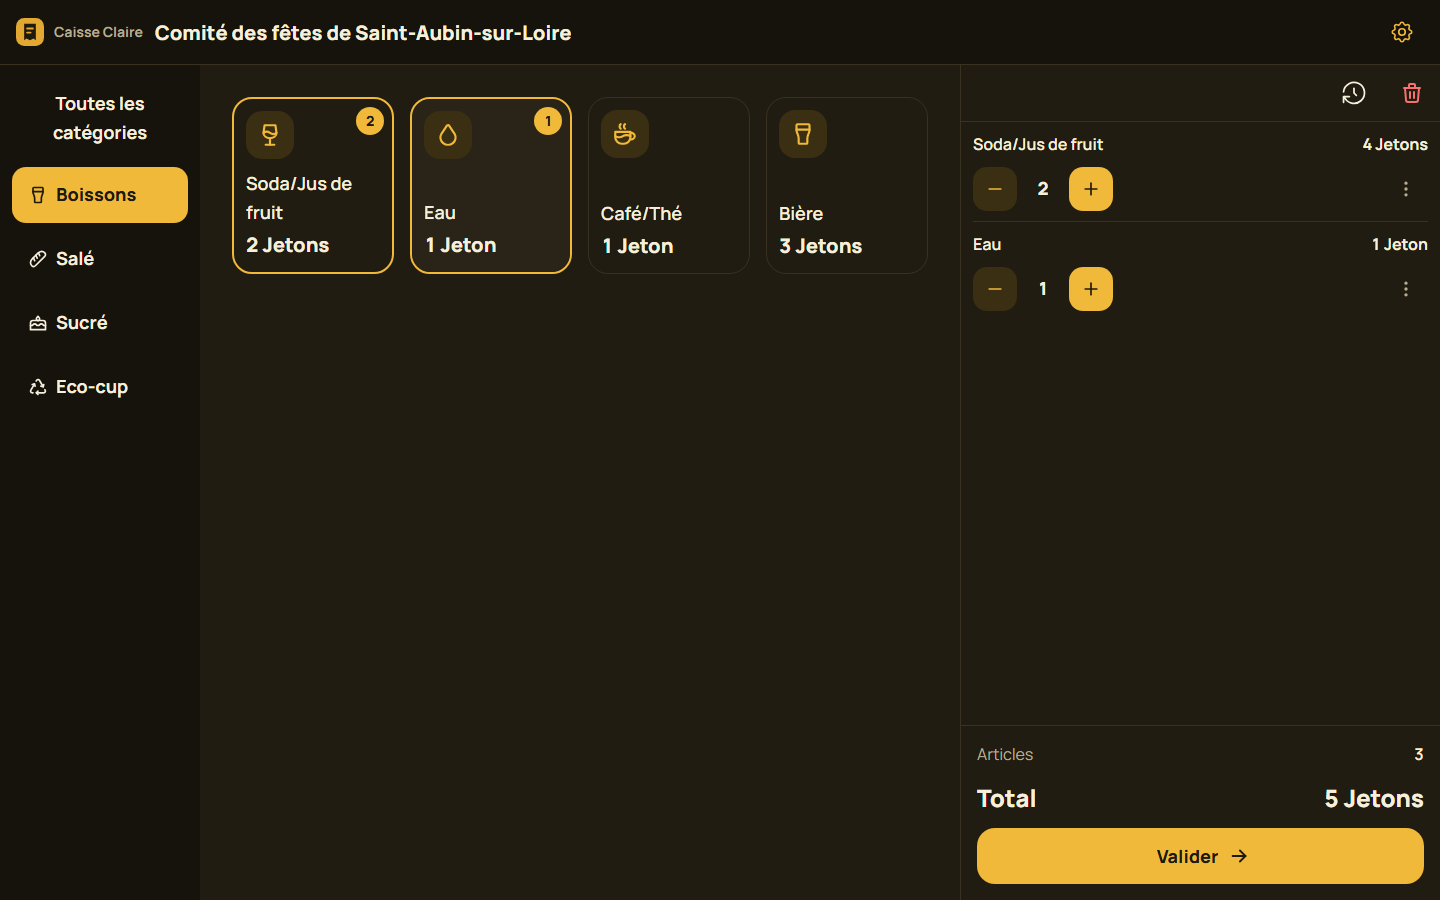 Caisse Claire
Comité des fêtes de Saint-Aubin-sur-Loire
Toutes les
catégories
Boissons
Salé
Sucré
Eco-cup
2
Soda/Jus de
fruit
2 Jetons
1
Eau
1 Jeton
Café/Thé
1 Jeton
Bière
3 Jetons
Soda/Jus de fruit
4 Jetons
2
Eau
1 Jeton
1
Articles
3
Total
5 Jetons
Valider